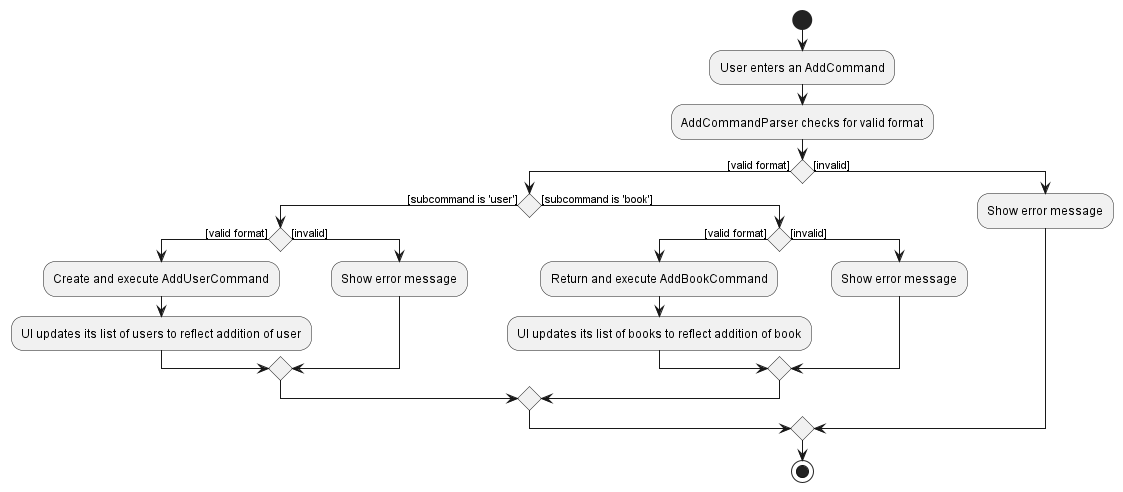 User enters an AddCommand
AddCommandParser checks for valid format
[valid format]
[invalid]
[subcommand is 'user']
[subcommand is 'book']
Show error message
[valid format]
[invalid]
[valid format]
[invalid]
Create and execute AddUserCommand
Show error message
Return and execute AddBookCommand
Show error message
UI updates its list of users to reflect addition of user
UI updates its list of books to reflect addition of book